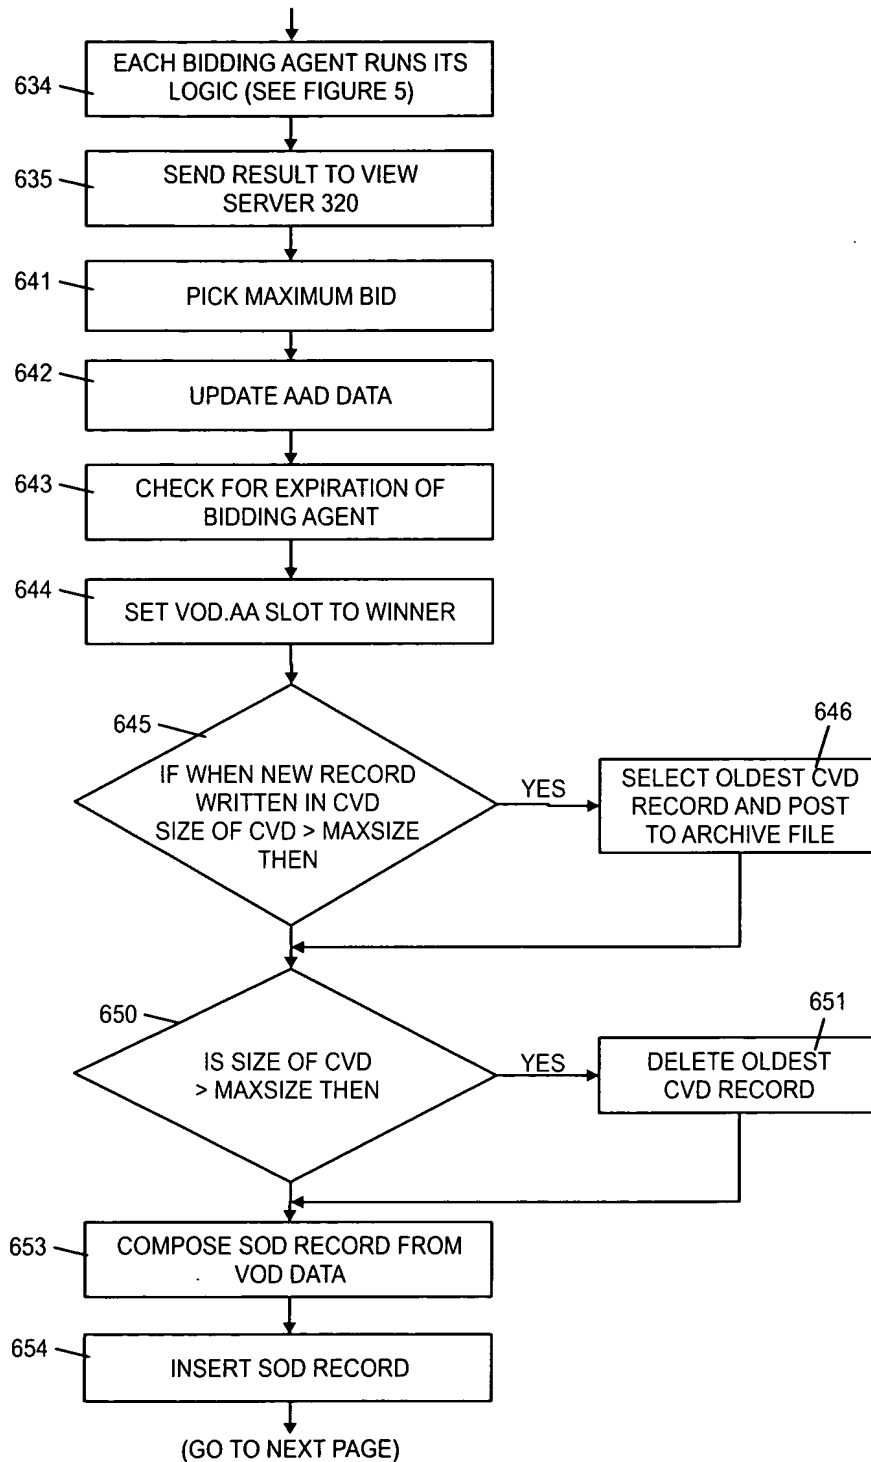 634
EACH BIDDING AGENT RUNS ITS
LOGIC (SEE FIGURE 5)
635
SEND RESULT TO VIEW
SERVER 320
641
PICK MAXIMUM BID
642
UPDATE AAD DATA
643
CHECK FOR EXPIRATION OF
BIDDING AGENT
644
SET VOD.AA SLOT TO WINNER
645
IF WHEN NEW RECORD
WRITTEN IN CVD
SIZE OF CVD > MAXSIZE
THEN
YES
646
SELECT OLDEST CVD
RECORD AND POST
TO ARCHIVE FILE
650
IS SIZE OF CVD
> MAXSIZE THEN
YES
651
DELETE OLDEST
CVD RECORD
653
COMPOSE SOD RECORD FROM
VOD DATA
654
INSERT SOD RECORD
(GO TO NEXT PAGE)